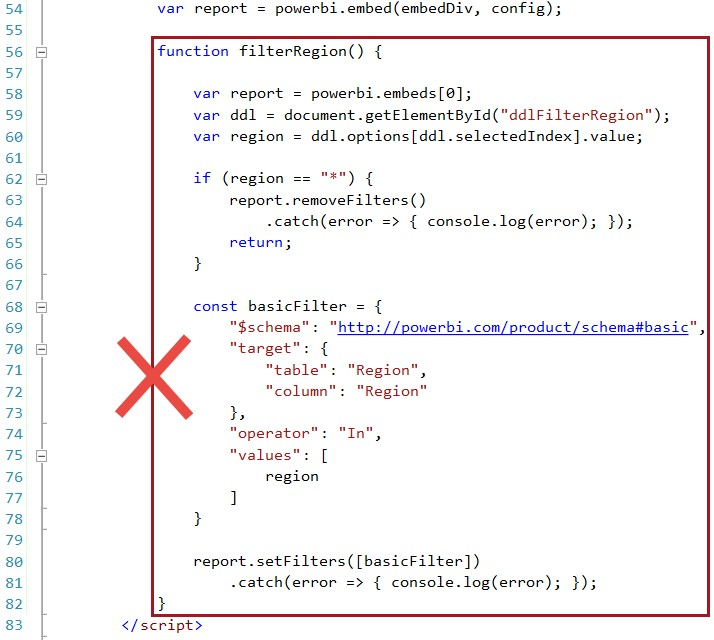 54 var report = powerbi.embed(embedDiv, config);
55
56 function filterRegion() {
57
58 var report = powerbi.embeds[0];
59 var ddl = document.getElementById("ddlFilterRegion");
60 var region = ddl.options[ddl.selectedIndex].value;
61
62 if (region == "*") {
63 report.removeFilters()
64 .catch(error => { console.log(error); });
65 return;
66 }
67
68 const basicFilter = {
69 "$schema": "http://powerbi.com/product/schema#basic",
70 "target": {
71 "table": "Region",
72 "column": "Region"
73 },
74 "operator": "In",
75 "values": [
76 region
77 ]
78 }
79
80 report.setFilters([basicFilter])
81 .catch(error => { console.log(error); });
82 }
83 </script>